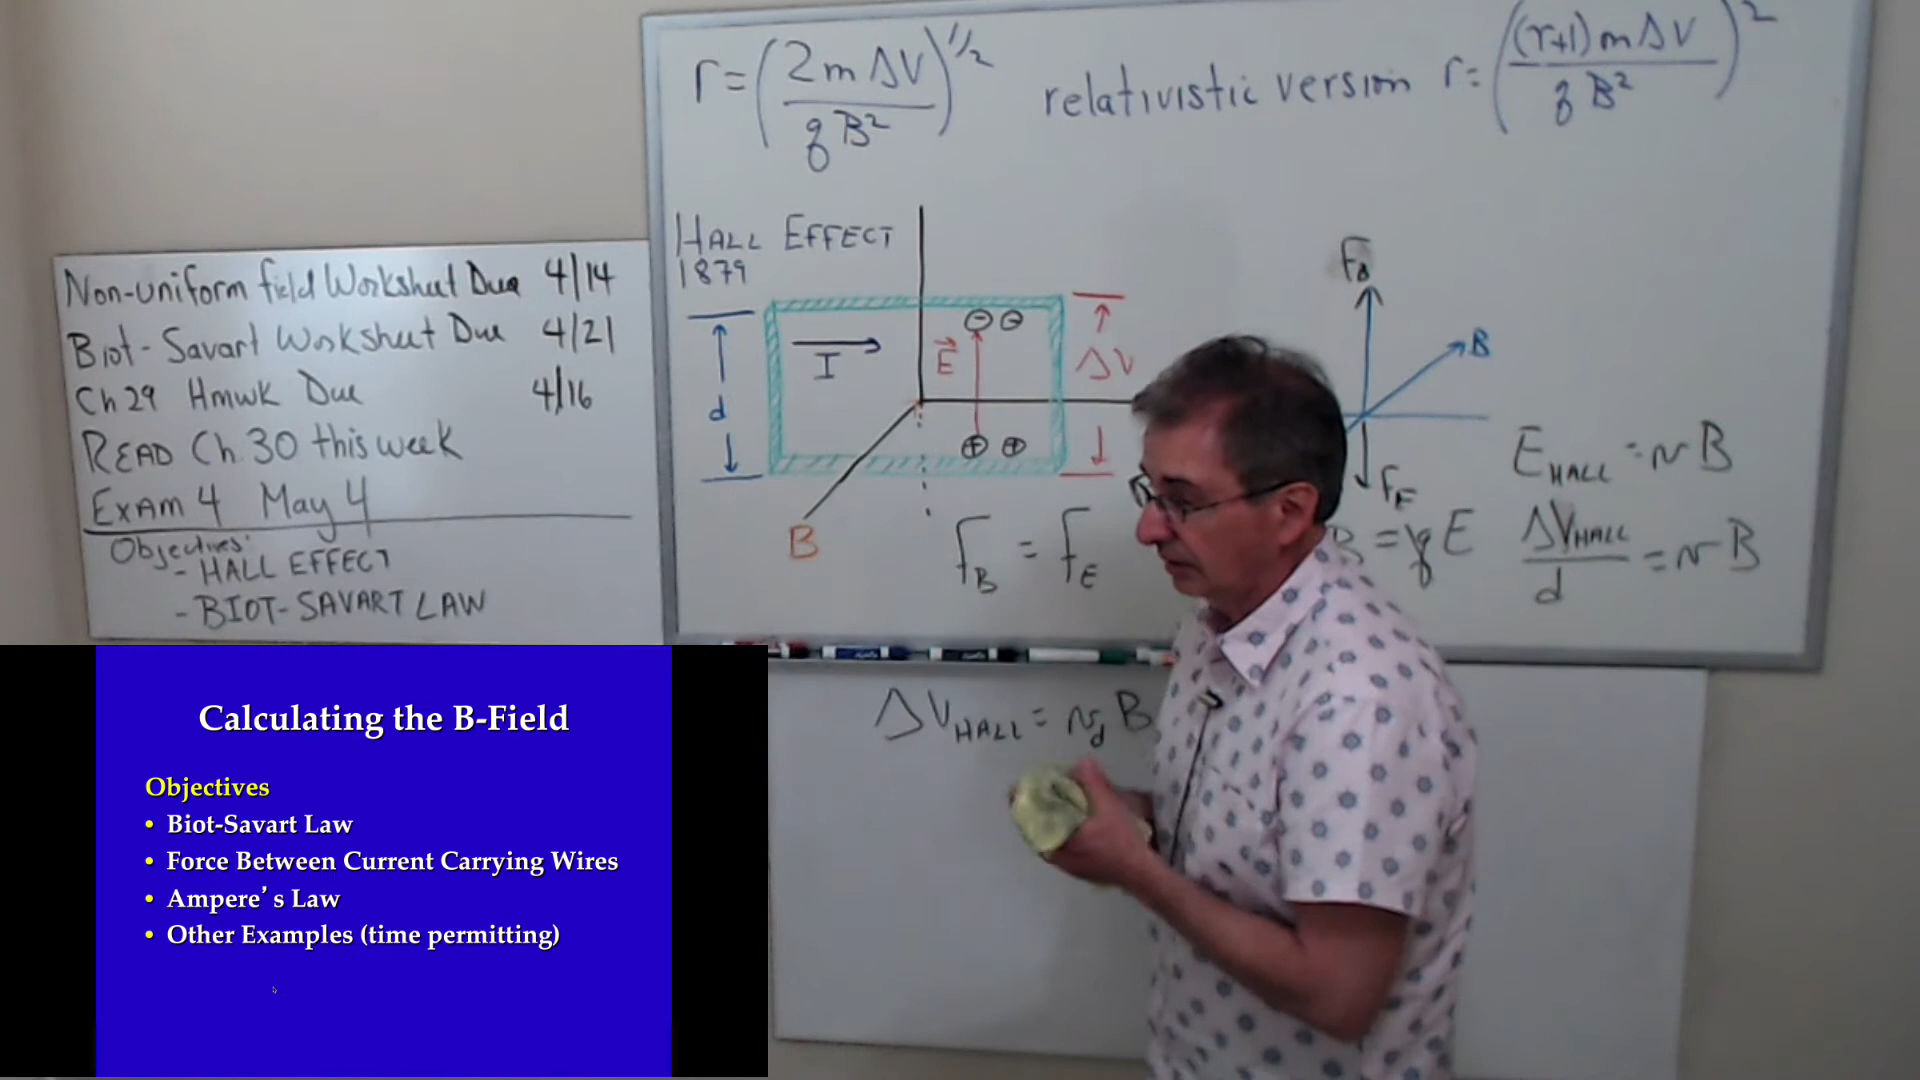 r = (2mΔV / qB²)^1/2 relativistic version r = ((r+1)mΔV / qB²)^2
HALL EFFECT
1879
d
I
E
⊖ ⊖
⊕ ⊕
ΔV
B
F_B = F_E
B = qE
F_B
B
F_E
E_HALL = vB
ΔV_HALL / d = vB
ΔV_HALL = v_d B
Non-uniform field Worksheet Due 4/14
Biot-Savart Worksheet Due 4/21
Ch 29 Hmwk Due 4/16
READ Ch. 30 this week
EXAM 4 May 4
Objectives:
- HALL EFFECT
- BIOT-SAVART LAW
Calculating the B-Field
Objectives
• Biot-Savart Law
• Force Between Current Carrying Wires
• Ampere's Law
• Other Examples (time permitting)